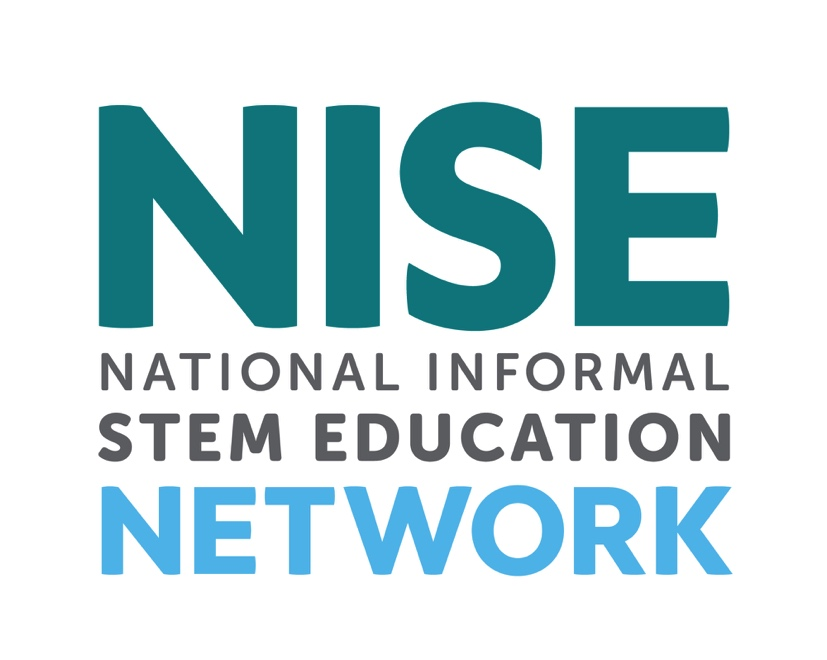 NISE
NATIONAL INFORMAL
STEM EDUCATION
NETWORK